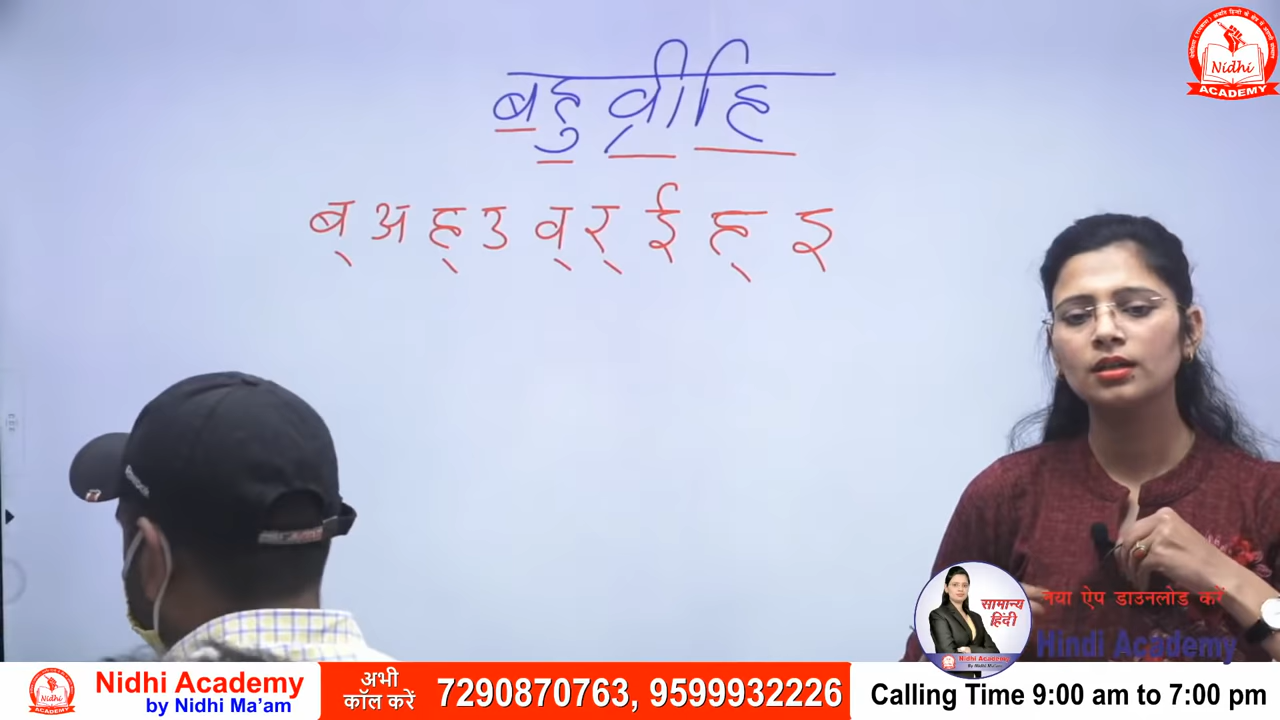 बहुव्रीहि
ब् अ ह् उ व् र् ई ह् इ
Nidhi
ACADEMY
सामान्य
हिंदी
नया ऐप डाउनलोड करें
Hindi Academy
Nidhi Academy
by Nidhi Ma'am
अभी
कॉल करें
7290870763, 9599932226
Calling Time 9:00 am to 7:00 pm